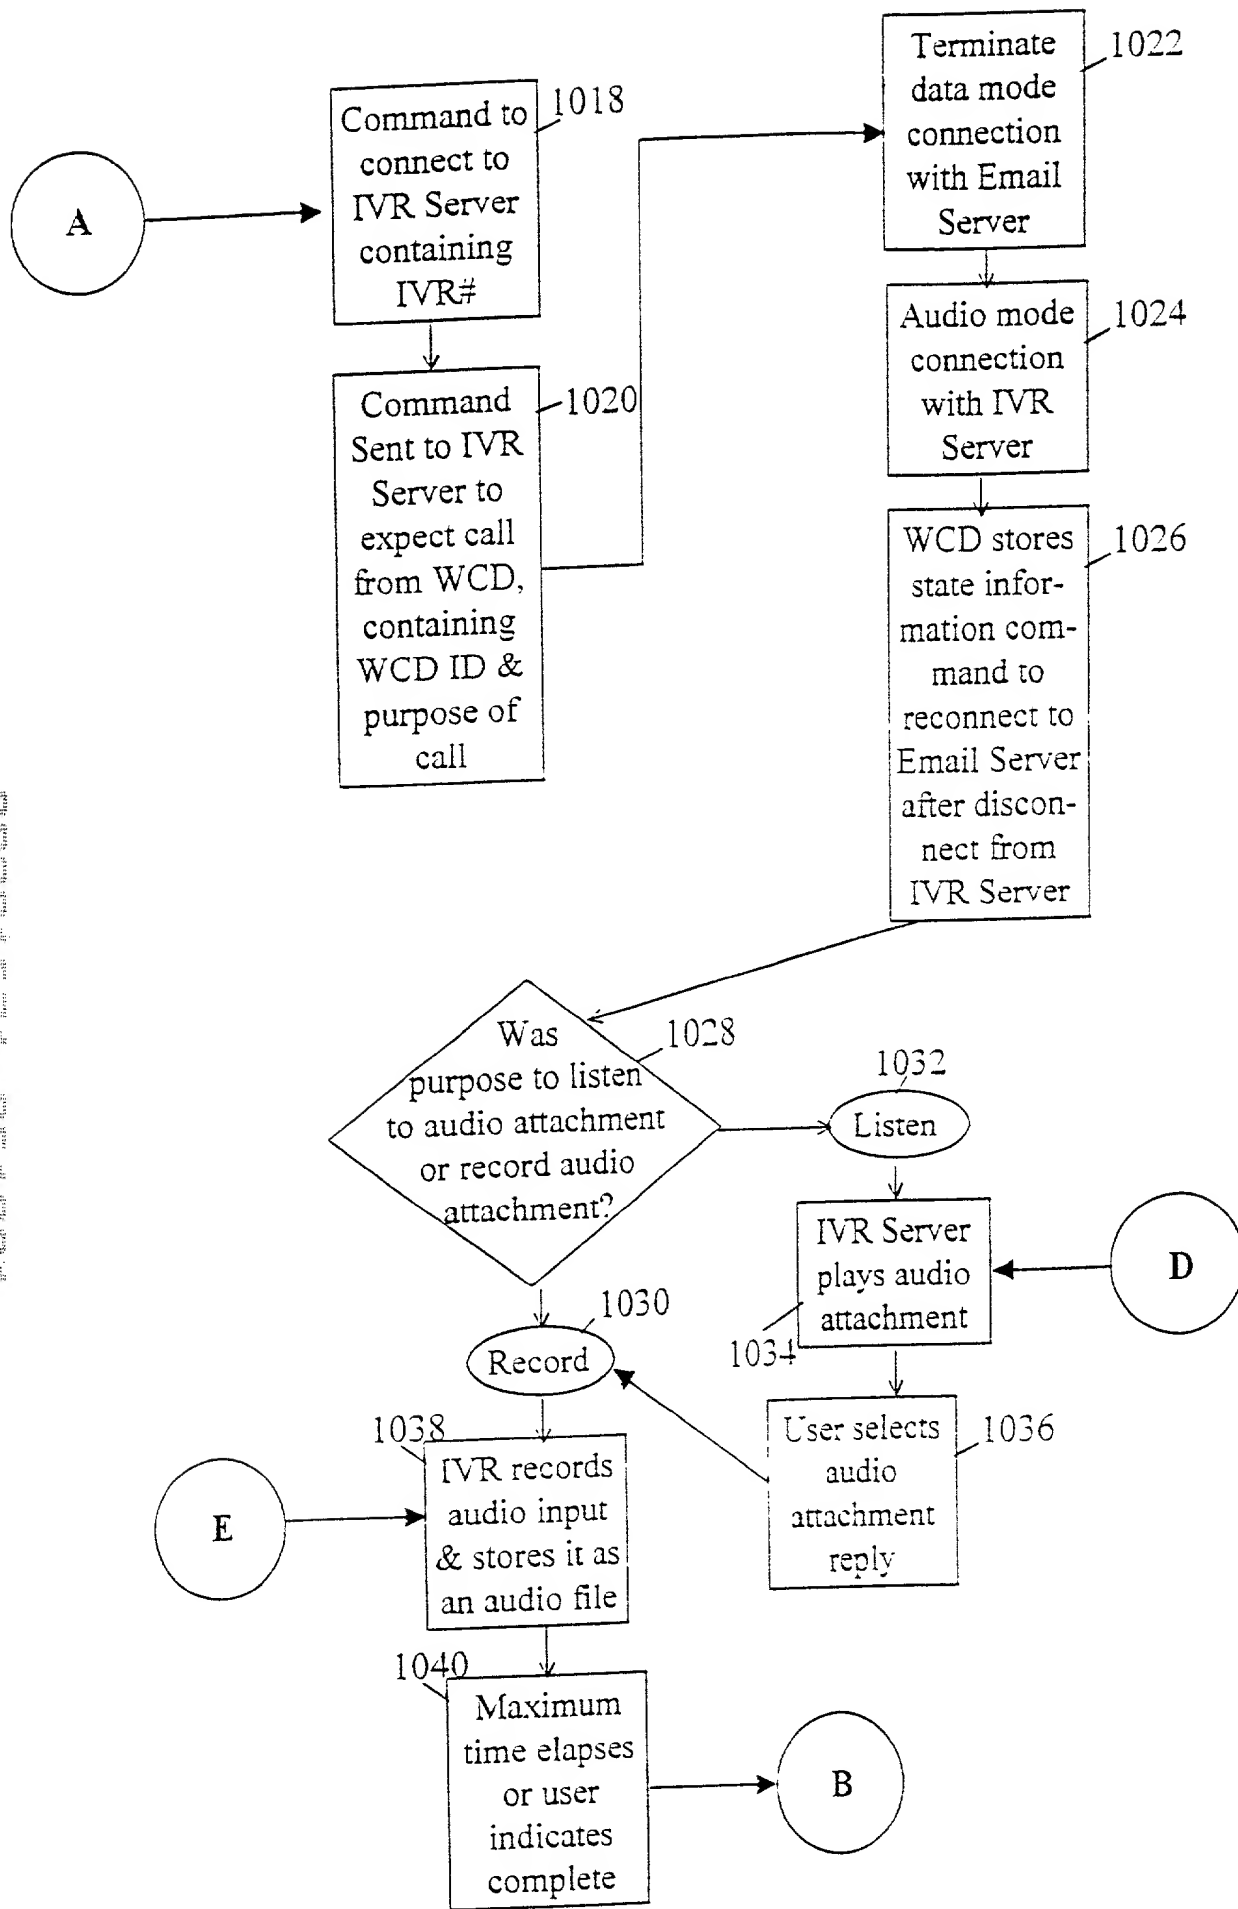 A
1018
Command to
connect to
IVR Server
containing
IVR#
1020
Command
Sent to IVR
Server to
expect call
from WCD,
containing
WCD ID &
purpose of
call
1022
Terminate
data mode
connection
with Email
Server
1024
Audio mode
connection
with IVR
Server
1026
WCD stores
state infor-
mation com-
mand to
reconnect to
Email Server
after discon-
nect from
IVR Server
1028
Was
purpose to listen
to audio attachment
or record audio
attachment?
1032
Listen
IVR Server
plays audio
attachment
1034
D
1030
Record
User selects
audio
attachment
reply
1036
1038
IVR records
audio input
& stores it as
an audio file
E
1040
Maximum
time elapses
or user
indicates
complete
B